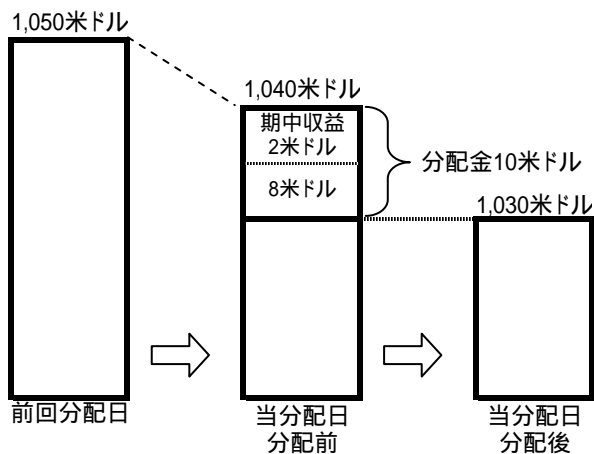 1,050米ドル
1,040米ドル
期中収益
2米ドル
8米ドル
分配金10米ドル
1,030米ドル
前回分配日
当分配日
分配前
当分配日
分配後